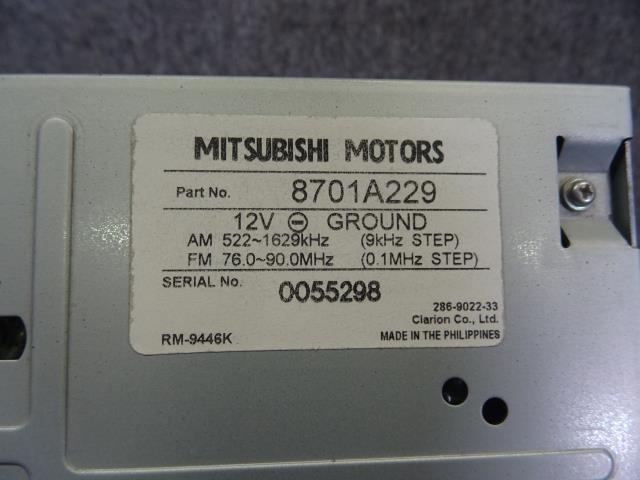 MITSUBISHI MOTORS
Part No. 8701A229
12V ⊖ GROUND
AM 522~1629kHz (9kHz STEP)
FM 76.0~90.0MHz (0.1MHz STEP)
SERIAL No. 0055298
286-9022-33
Clarion Co., Ltd.
RM-9446K MADE IN THE PHILIPPINES